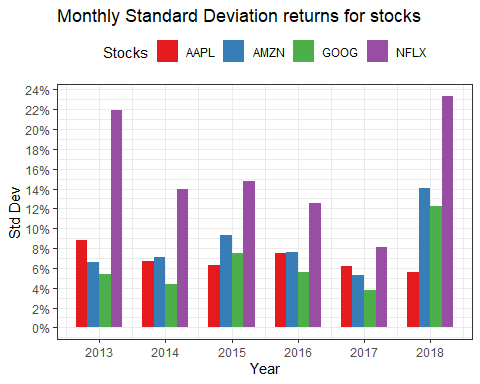 Monthly Standard Deviation returns for stocks
Stocks AAPL AMZN GOOG NFLX
24%
22%
20%
18%
16%
14%
12%
10%
8%
6%
4%
2%
0%
Std Dev
2013 2014 2015 2016 2017 2018
Year